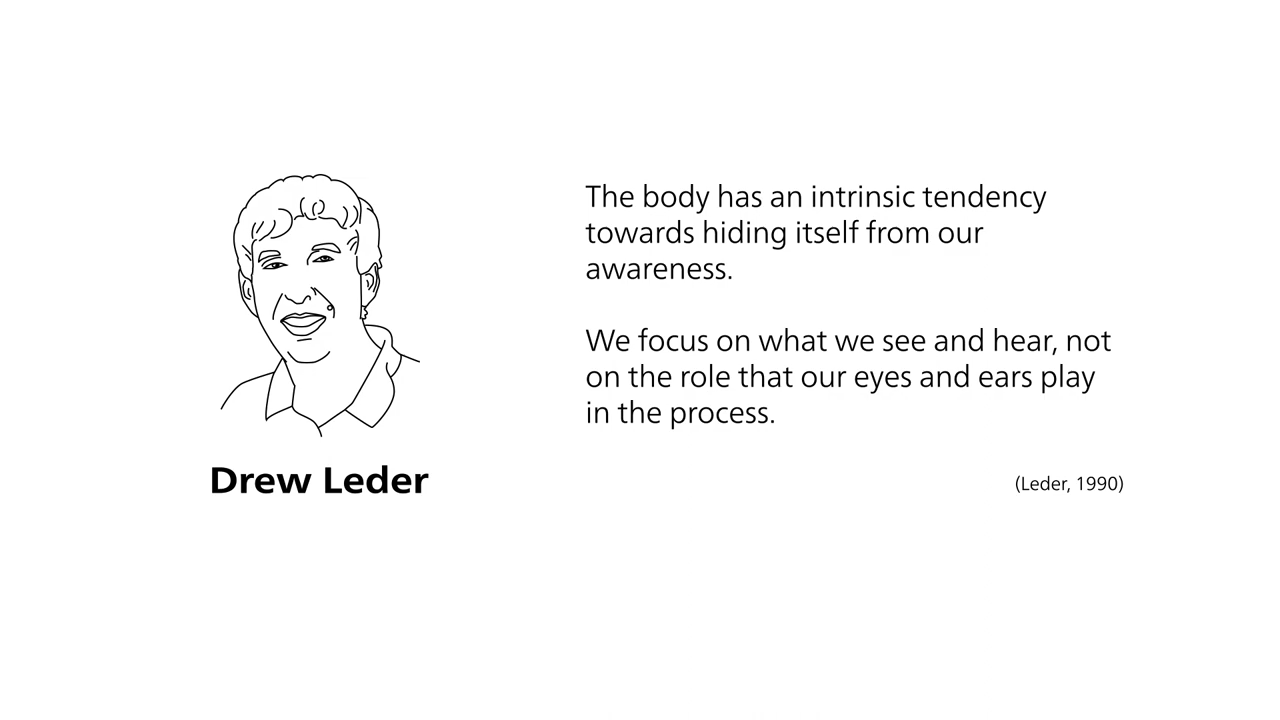 The body has an intrinsic tendency
towards hiding itself from our
awareness.
We focus on what we see and hear, not
on the role that our eyes and ears play
in the process.
Drew Leder
(Leder, 1990)